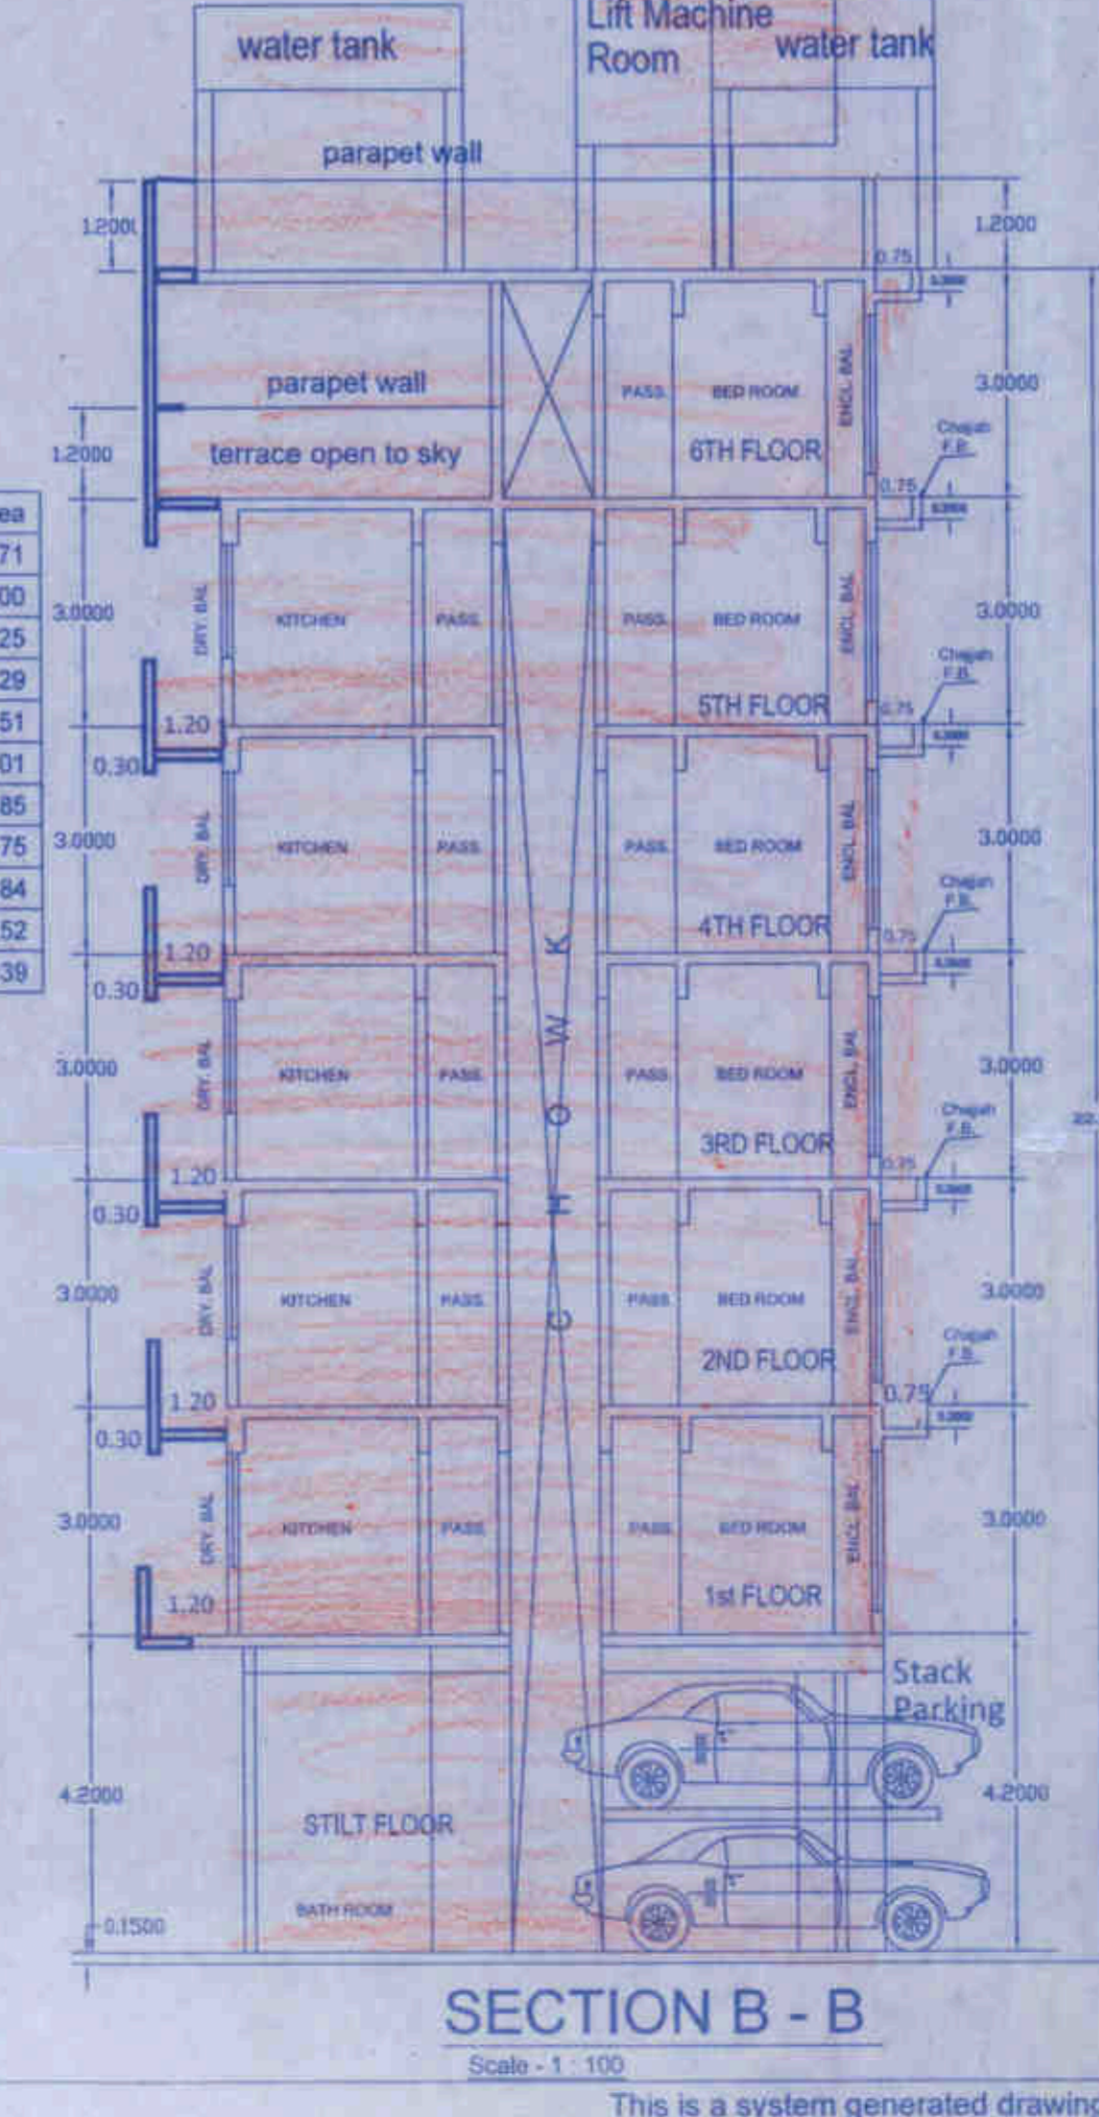 Lift Machine
Room
water tank
water tank
parapet wall
1.2000
1.2000
0.75
parapet wall
PASS.
BED ROOM
ENCL. BAL
3.0000
terrace open to sky
6TH FLOOR
Chajjah
F.B.
1.2000
0.75
ea
71
00
25
29
51
01
85
75
84
52
39
3.0000
DRY. BAL
KITCHEN
PASS.
PASS.
BED ROOM
ENCL. BAL
3.0000
Chajjah
F.B.
5TH FLOOR
1.20
0.75
0.30
3.0000
DRY. BAL
KITCHEN
PASS.
PASS.
BED ROOM
ENCL. BAL
3.0000
Chajjah
F.B.
4TH FLOOR
1.20
0.75
0.30
3.0000
DRY. BAL
KITCHEN
PASS.
CHOWK
PASS.
BED ROOM
ENCL. BAL
3.0000
Chajjah
F.B.
22.
3RD FLOOR
1.20
0.75
0.30
3.0000
DRY. BAL
KITCHEN
PASS.
PASS.
BED ROOM
ENCL. BAL
3.0000
Chajjah
F.B.
2ND FLOOR
1.20
0.75
0.30
3.0000
DRY. BAL
KITCHEN
PASS.
PASS.
BED ROOM
ENCL. BAL
3.0000
1.20
1st FLOOR
Stack
Parking
4.2000
4.2000
STILT FLOOR
BATH ROOM
0.1500
SECTION B - B
Scale - 1 : 100
This is a system generated drawing